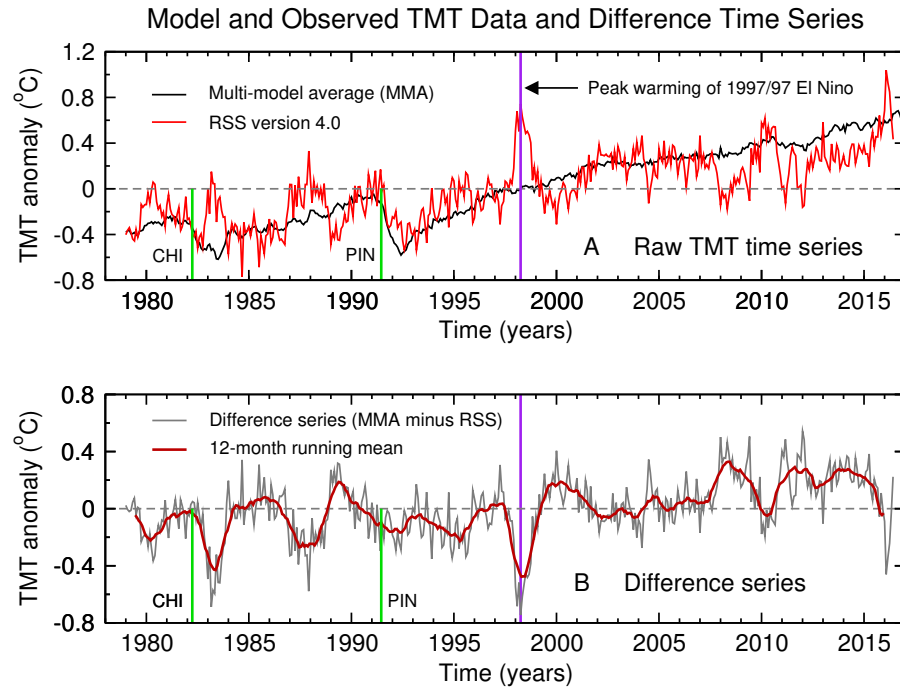 Model and Observed TMT Data and Difference Time Series
1.2
0.8
0.4
0
-0.4
-0.8
TMT anomaly (°C)
Multi-model average (MMA)
RSS version 4.0
Peak warming of 1997/97 El Nino
CHI
PIN
A Raw TMT time series
1980 1985 1990 1995 2000 2005 2010 2015
Time (years)
0.8
0.4
0
-0.4
-0.8
TMT anomaly (°C)
Difference series (MMA minus RSS)
12-month running mean
CHI
PIN
B Difference series
1980 1985 1990 1995 2000 2005 2010 2015
Time (years)